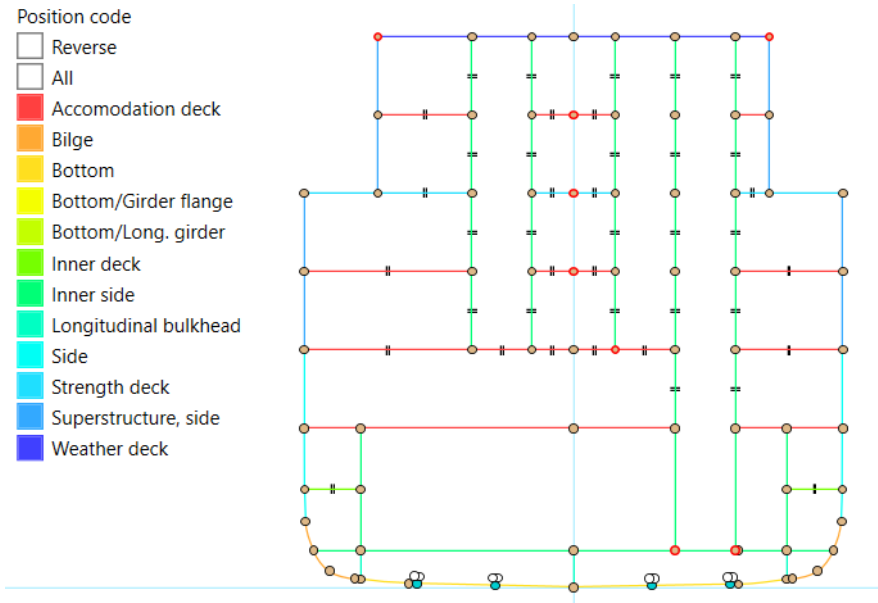 Position code
Reverse
All
Accomodation deck
Bilge
Bottom
Bottom/Girder flange
Bottom/Long. girder
Inner deck
Inner side
Longitudinal bulkhead
Side
Strength deck
Superstructure, side
Weather deck